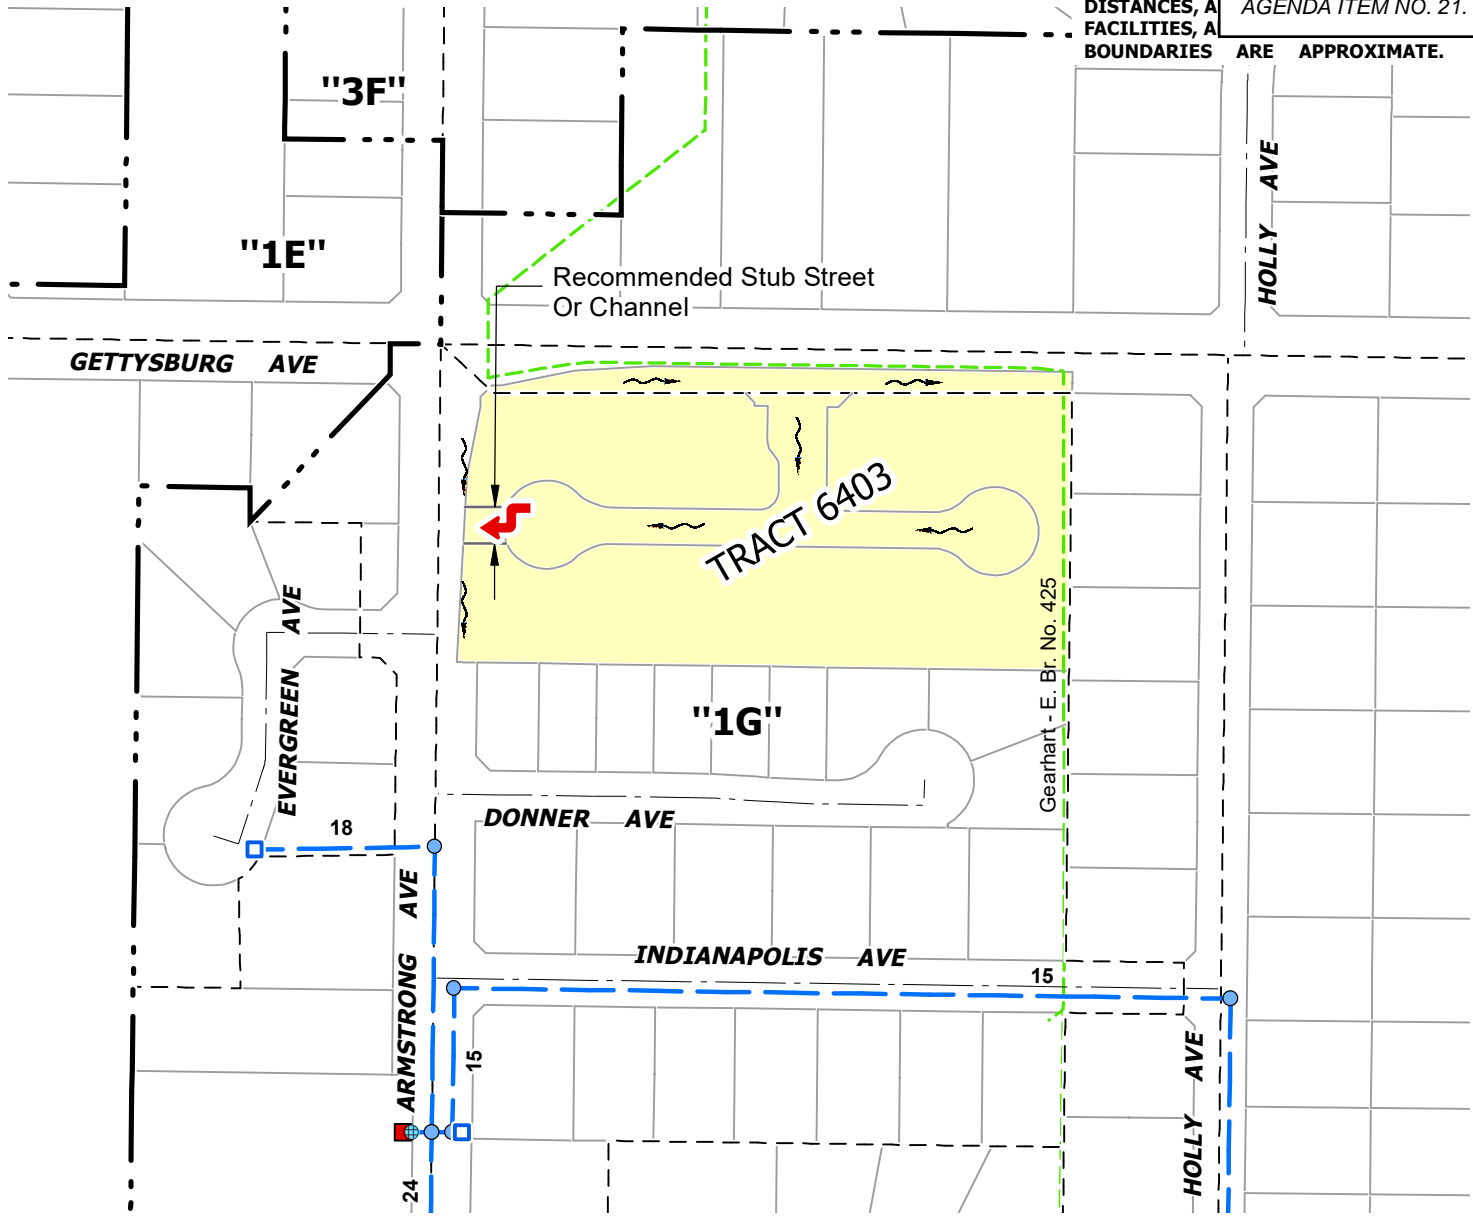 DISTANCES, A
AGENDA ITEM NO. 21.
FACILITIES, A
BOUNDARIES ARE APPROXIMATE.
"3F"
HOLLY AVE
"1E"
Recommended Stub Street
Or Channel
GETTYSBURG AVE
TRACT 6403
Gearhart - E. Br. No. 425
EVERGREEN AVE
"1G"
DONNER AVE
18
ARMSTRONG AVE
INDIANAPOLIS AVE
15
15
HOLLY AVE
24